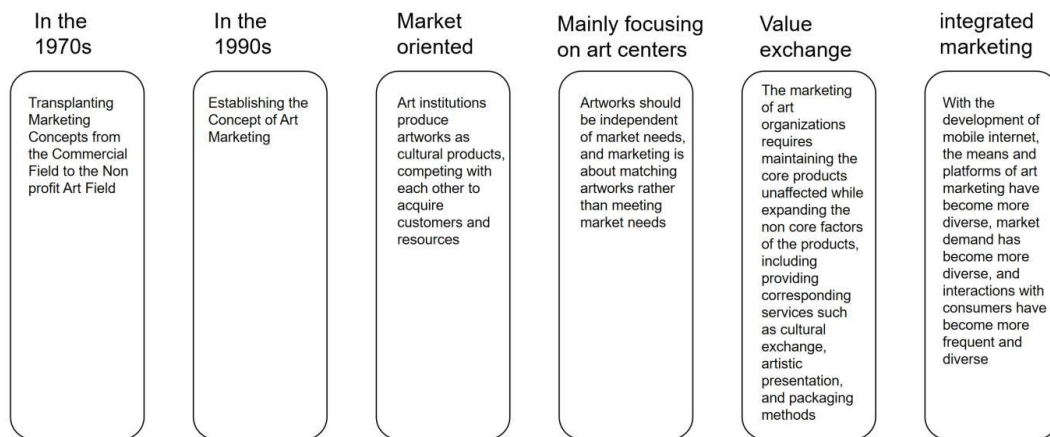 In the
1970s
Transplanting
Marketing
Concepts from
the Commercial
Field to the Non
profit Art Field
In the
1990s
Establishing the
Concept of Art
Marketing
Market
oriented
Art institutions
produce
artworks as
cultural products,
competing with
each other to
acquire
customers and
resources
Mainly focusing
on art centers
Artworks should
be independent
of market needs,
and marketing is
about matching
artworks rather
than meeting
market needs
Value
exchange
The marketing
of art
organizations
requires
maintaining the
core products
unaffected while
expanding the
non core factors
of the products,
including
providing
corresponding
services such
as cultural
exchange,
artistic
presentation,
and packaging
methods
integrated
marketing
With the
development of
mobile internet,
the means and
platforms of art
marketing have
become more
diverse, market
demand has
become more
diverse, and
interactions with
consumers have
become more
frequent and
diverse